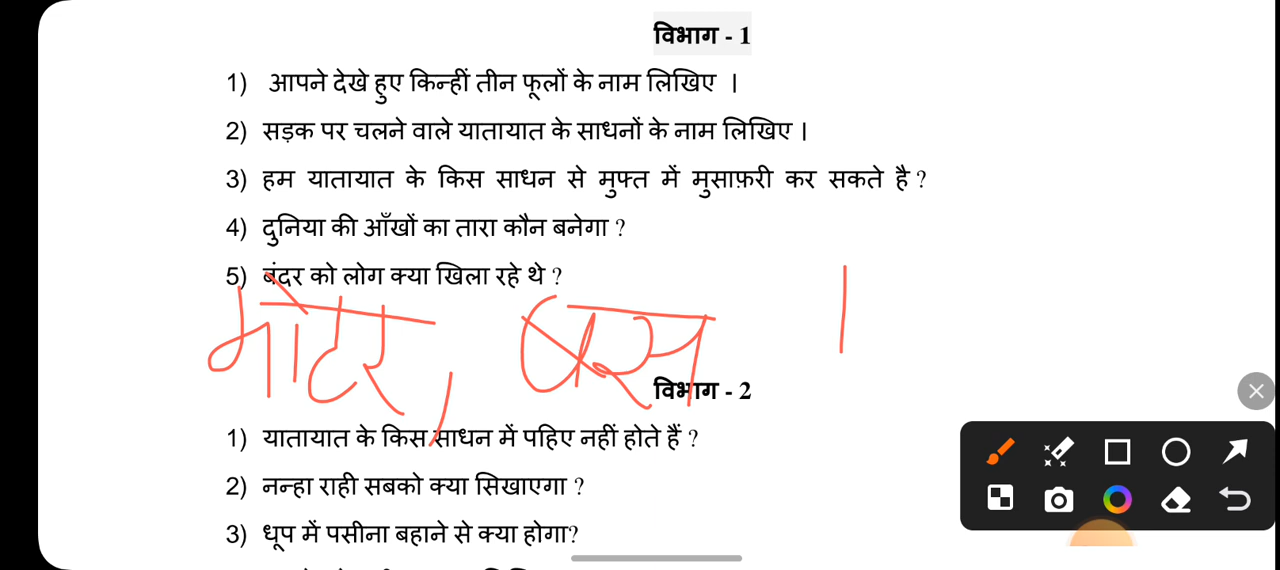 विभाग - 1
1) आपने देखे हुए किन्हीं तीन फूलों के नाम लिखिए ।
2) सड़क पर चलने वाले यातायात के साधनों के नाम लिखिए ।
3) हम यातायात के किस साधन से मुफ्त में मुसाफ़री कर सकते है ?
4) दुनिया की आँखों का तारा कौन बनेगा ?
5) बंदर को लोग क्या खिला रहे थे ?
मोटर, बस ।
विभाग - 2
1) यातायात के किस साधन में पहिए नहीं होते हैं ?
2) नन्हा राही सबको क्या सिखाएगा ?
3) धूप में पसीना बहाने से क्या होगा?